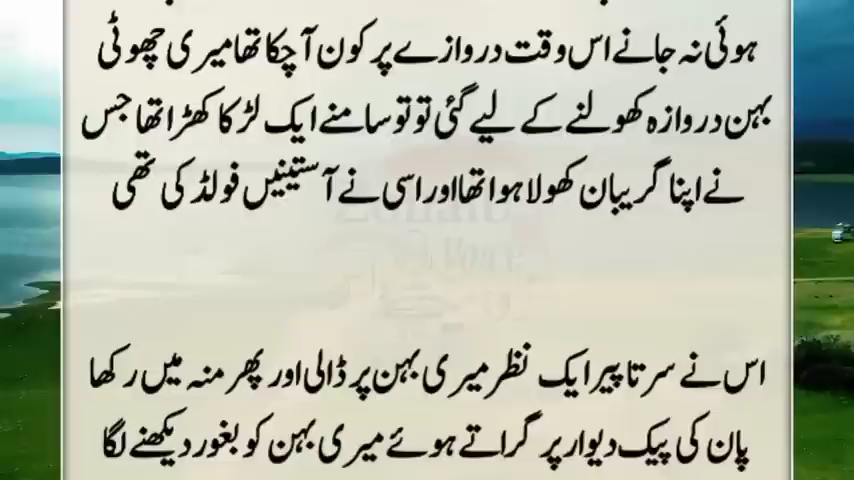 ہوئی نہ جانے اس وقت دروازے پر کون آچکا تھا میری چھوٹی
بہن دروازہ کھولنے کے لیے گئی تو تو سامنے ایک لڑکا کھڑا تھا جس
نے اپنا گریبان کھولا ہوا تھا اور اسی نے آستینیں فولڈ کی تھی
Voice
اس نے سر تا پیر ایک نظر میری بہن پر ڈالی اور پھر منہ میں رکھا
پان کی پیک دیوار پر گراتے ہوئے میری بہن کو بغور دیکھنے لگا